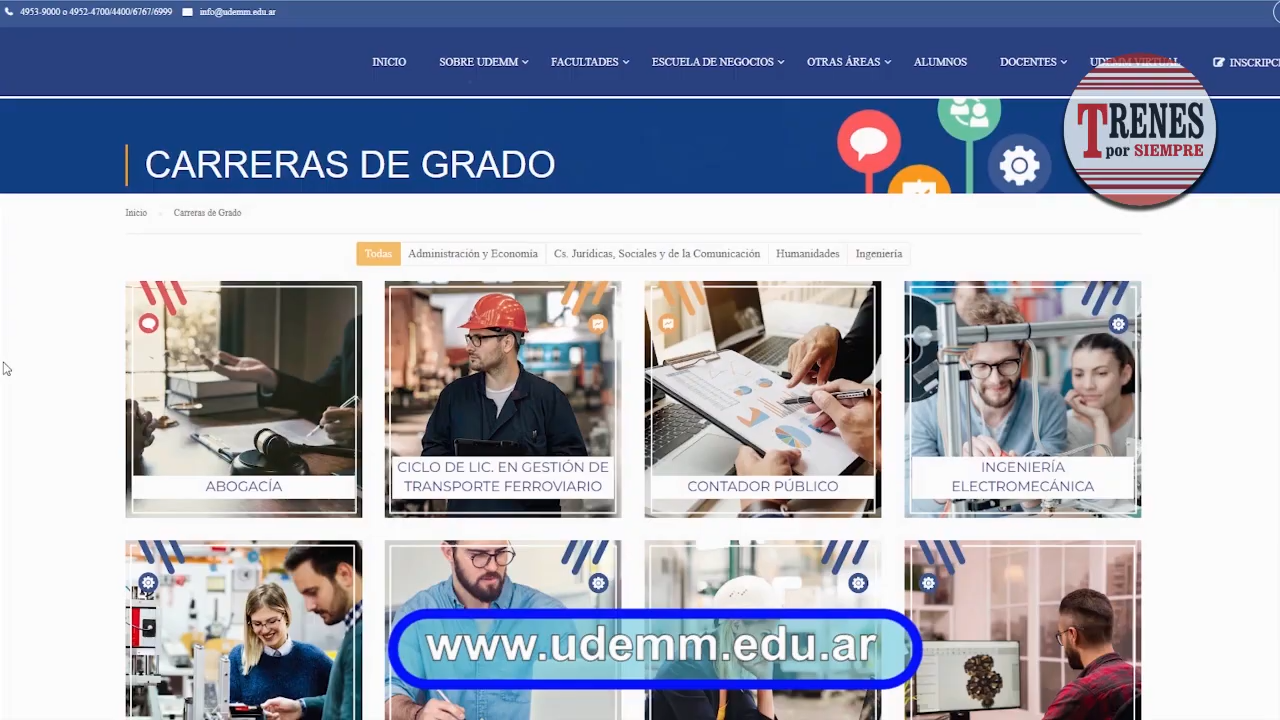 4953-9000 o 4952-4700/4400/6767/6999 info@udemm.edu.ar
INICIO SOBRE UDEMM FACULTADES ESCUELA DE NEGOCIOS OTRAS ÁREAS ALUMNOS DOCENTES UDEMM VIRTUAL INSCRIPCI
TRENES
por SIEMPRE
CARRERAS DE GRADO
Inicio Carreras de Grado
Todas Administración y Economía Cs. Jurídicas, Sociales y de la Comunicación Humanidades Ingeniería
ABOGACÍA
CICLO DE LIC. EN GESTIÓN DE
TRANSPORTE FERROVIARIO
CONTADOR PÚBLICO
INGENIERÍA
ELECTROMECÁNICA
www.udemm.edu.ar